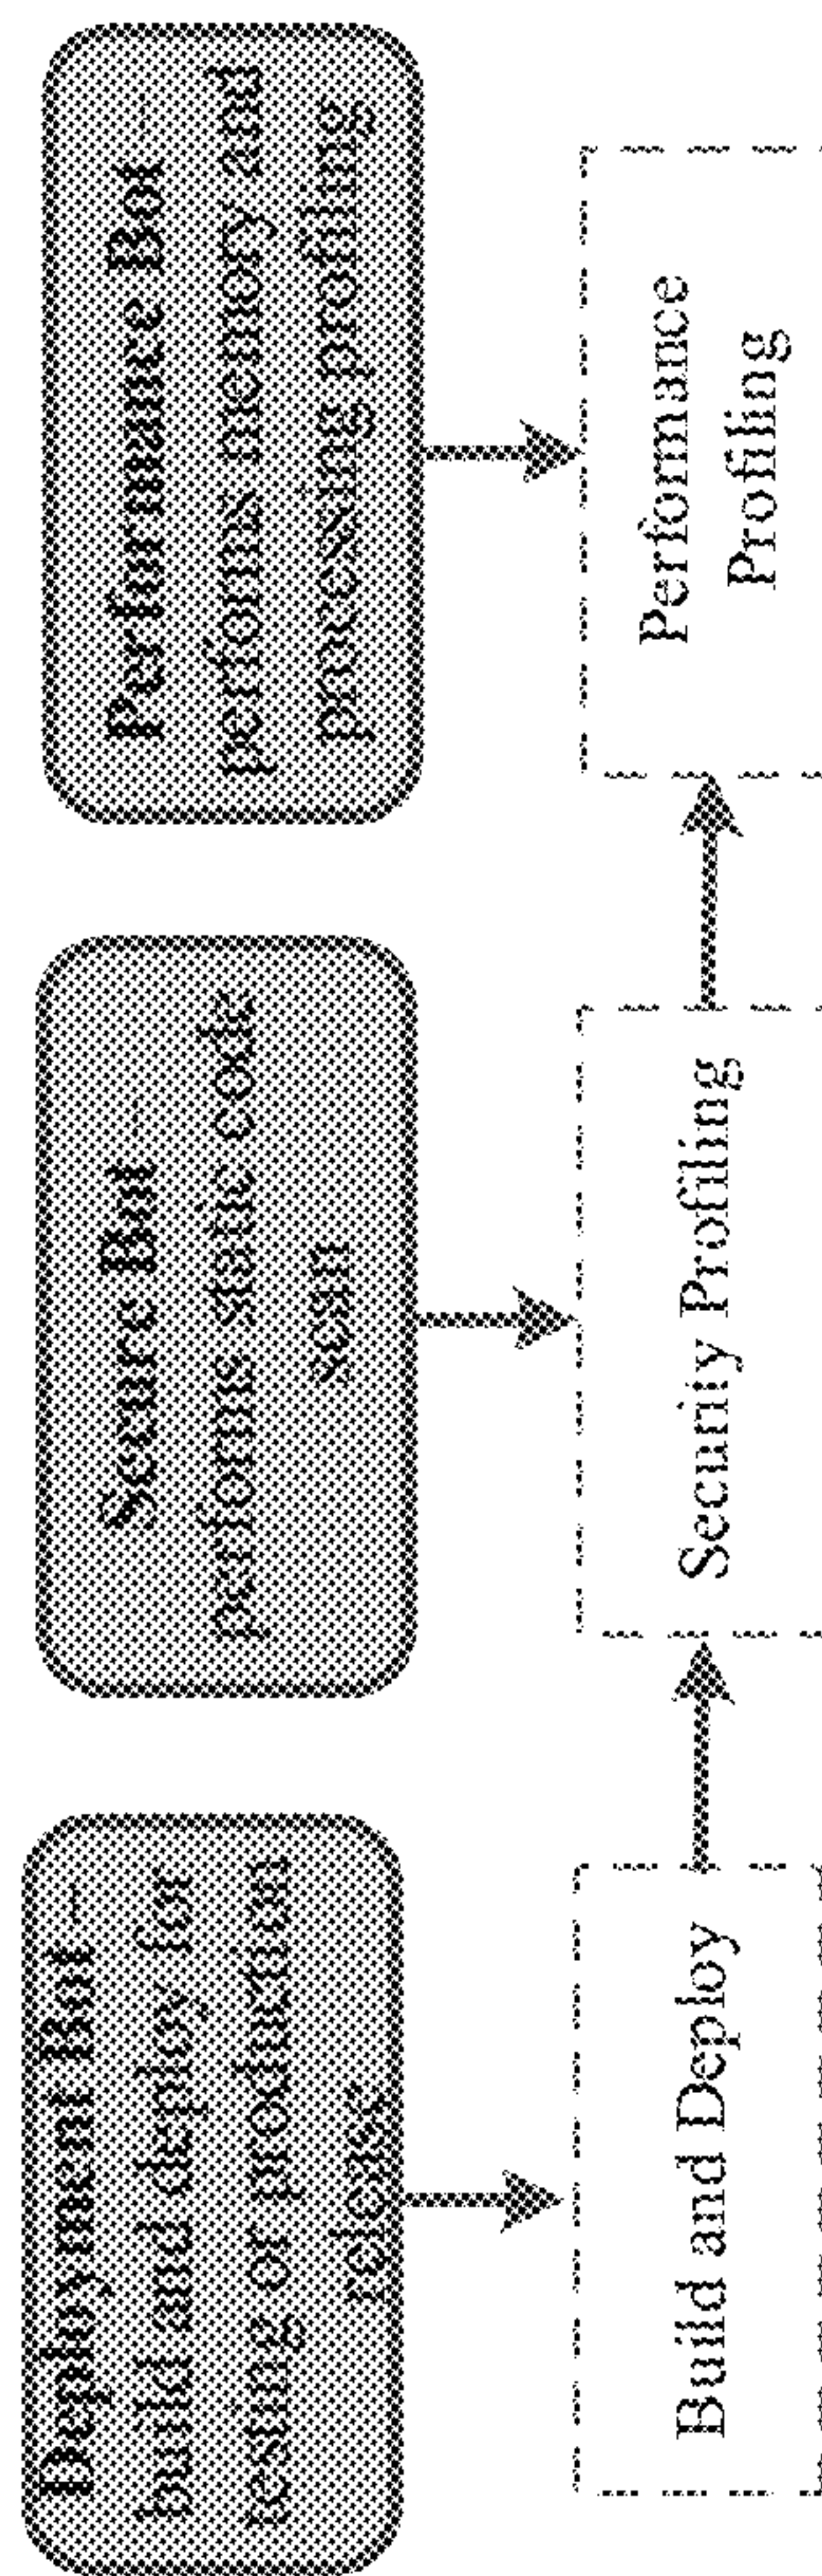 Deployment Bot –
build and deploy for
testing or production
release
Secure Bot –
performs static code
scan
Performance Bot –
performs memory and
processing profiling
Build and Deploy
Security Profiling
Performance
Profiling